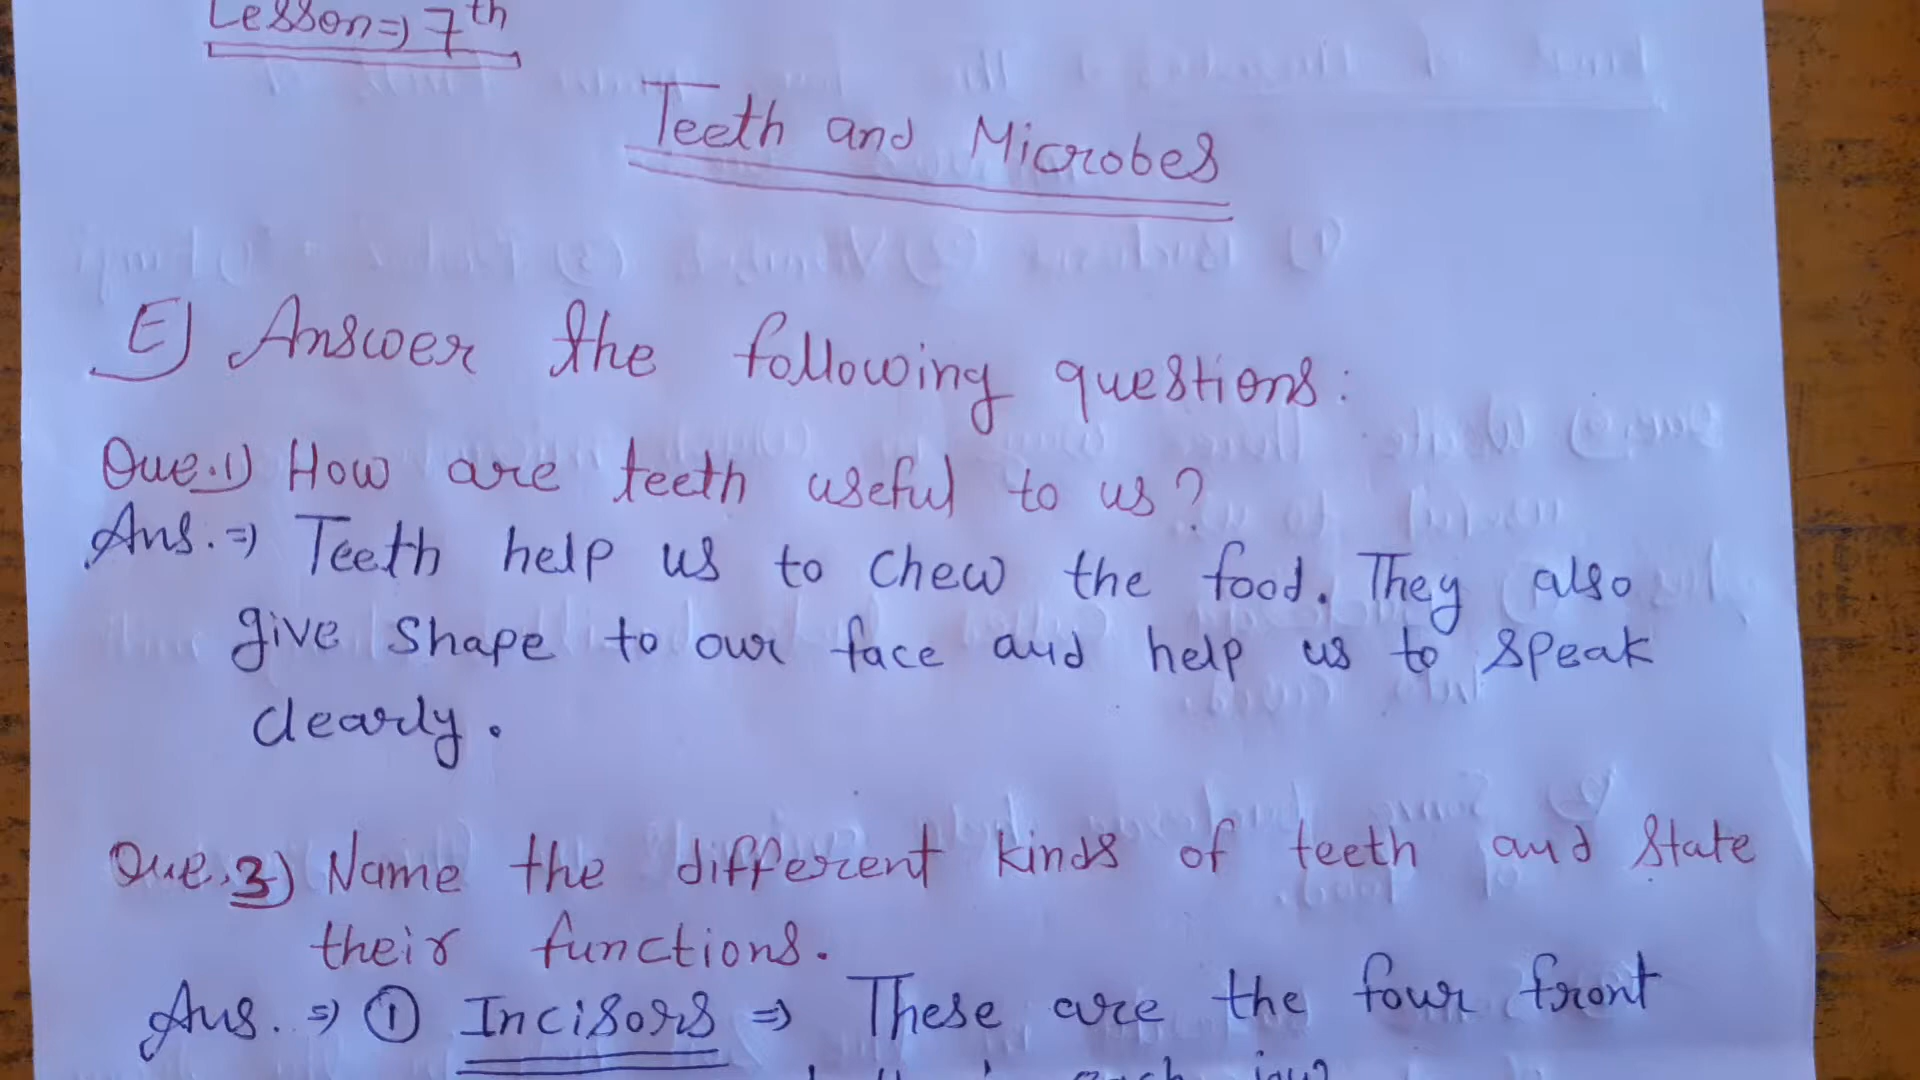 Lesson⇒ 7th
Teeth and Microbes
E) Answer the following questions:
Que.1) How are teeth useful to us?
Ans.⇒ Teeth help us to chew the food. They also
give shape to our face and help us to speak
clearly.
Que.3) Name the different kinds of teeth and state
their functions.
Ans.⇒ ① Incisors ⇒ These are the four front
each jaw